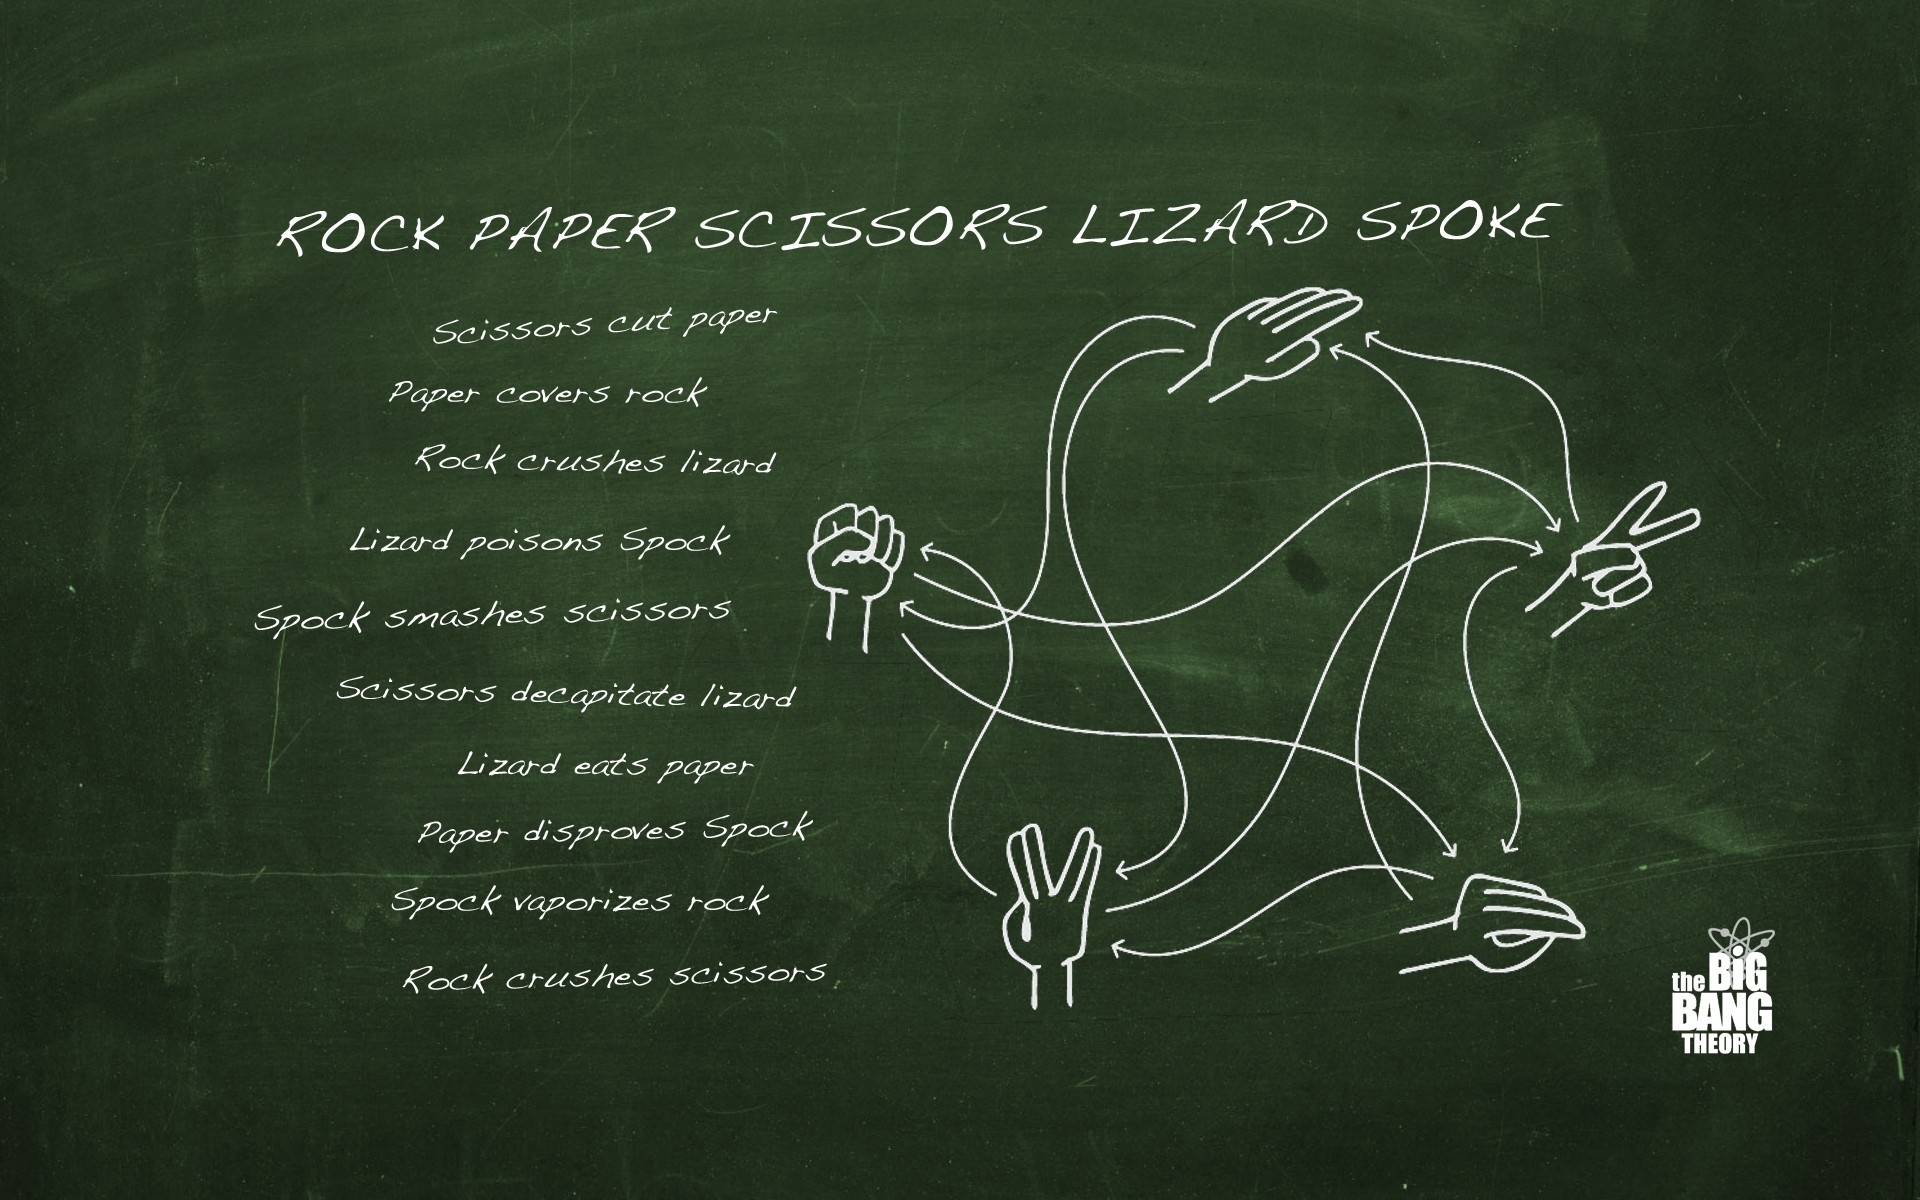 ROCK PAPER SCISSORS LIZARD SPOKE
Scissors cut paper
Paper covers rock
Rock crushes lizard
Lizard poisons Spock
Spock smashes scissors
Scissors decapitate lizard
Lizard eats paper
Paper disproves Spock
Spock vaporizes rock
Rock crushes scissors
the BIG
BANG
THEORY